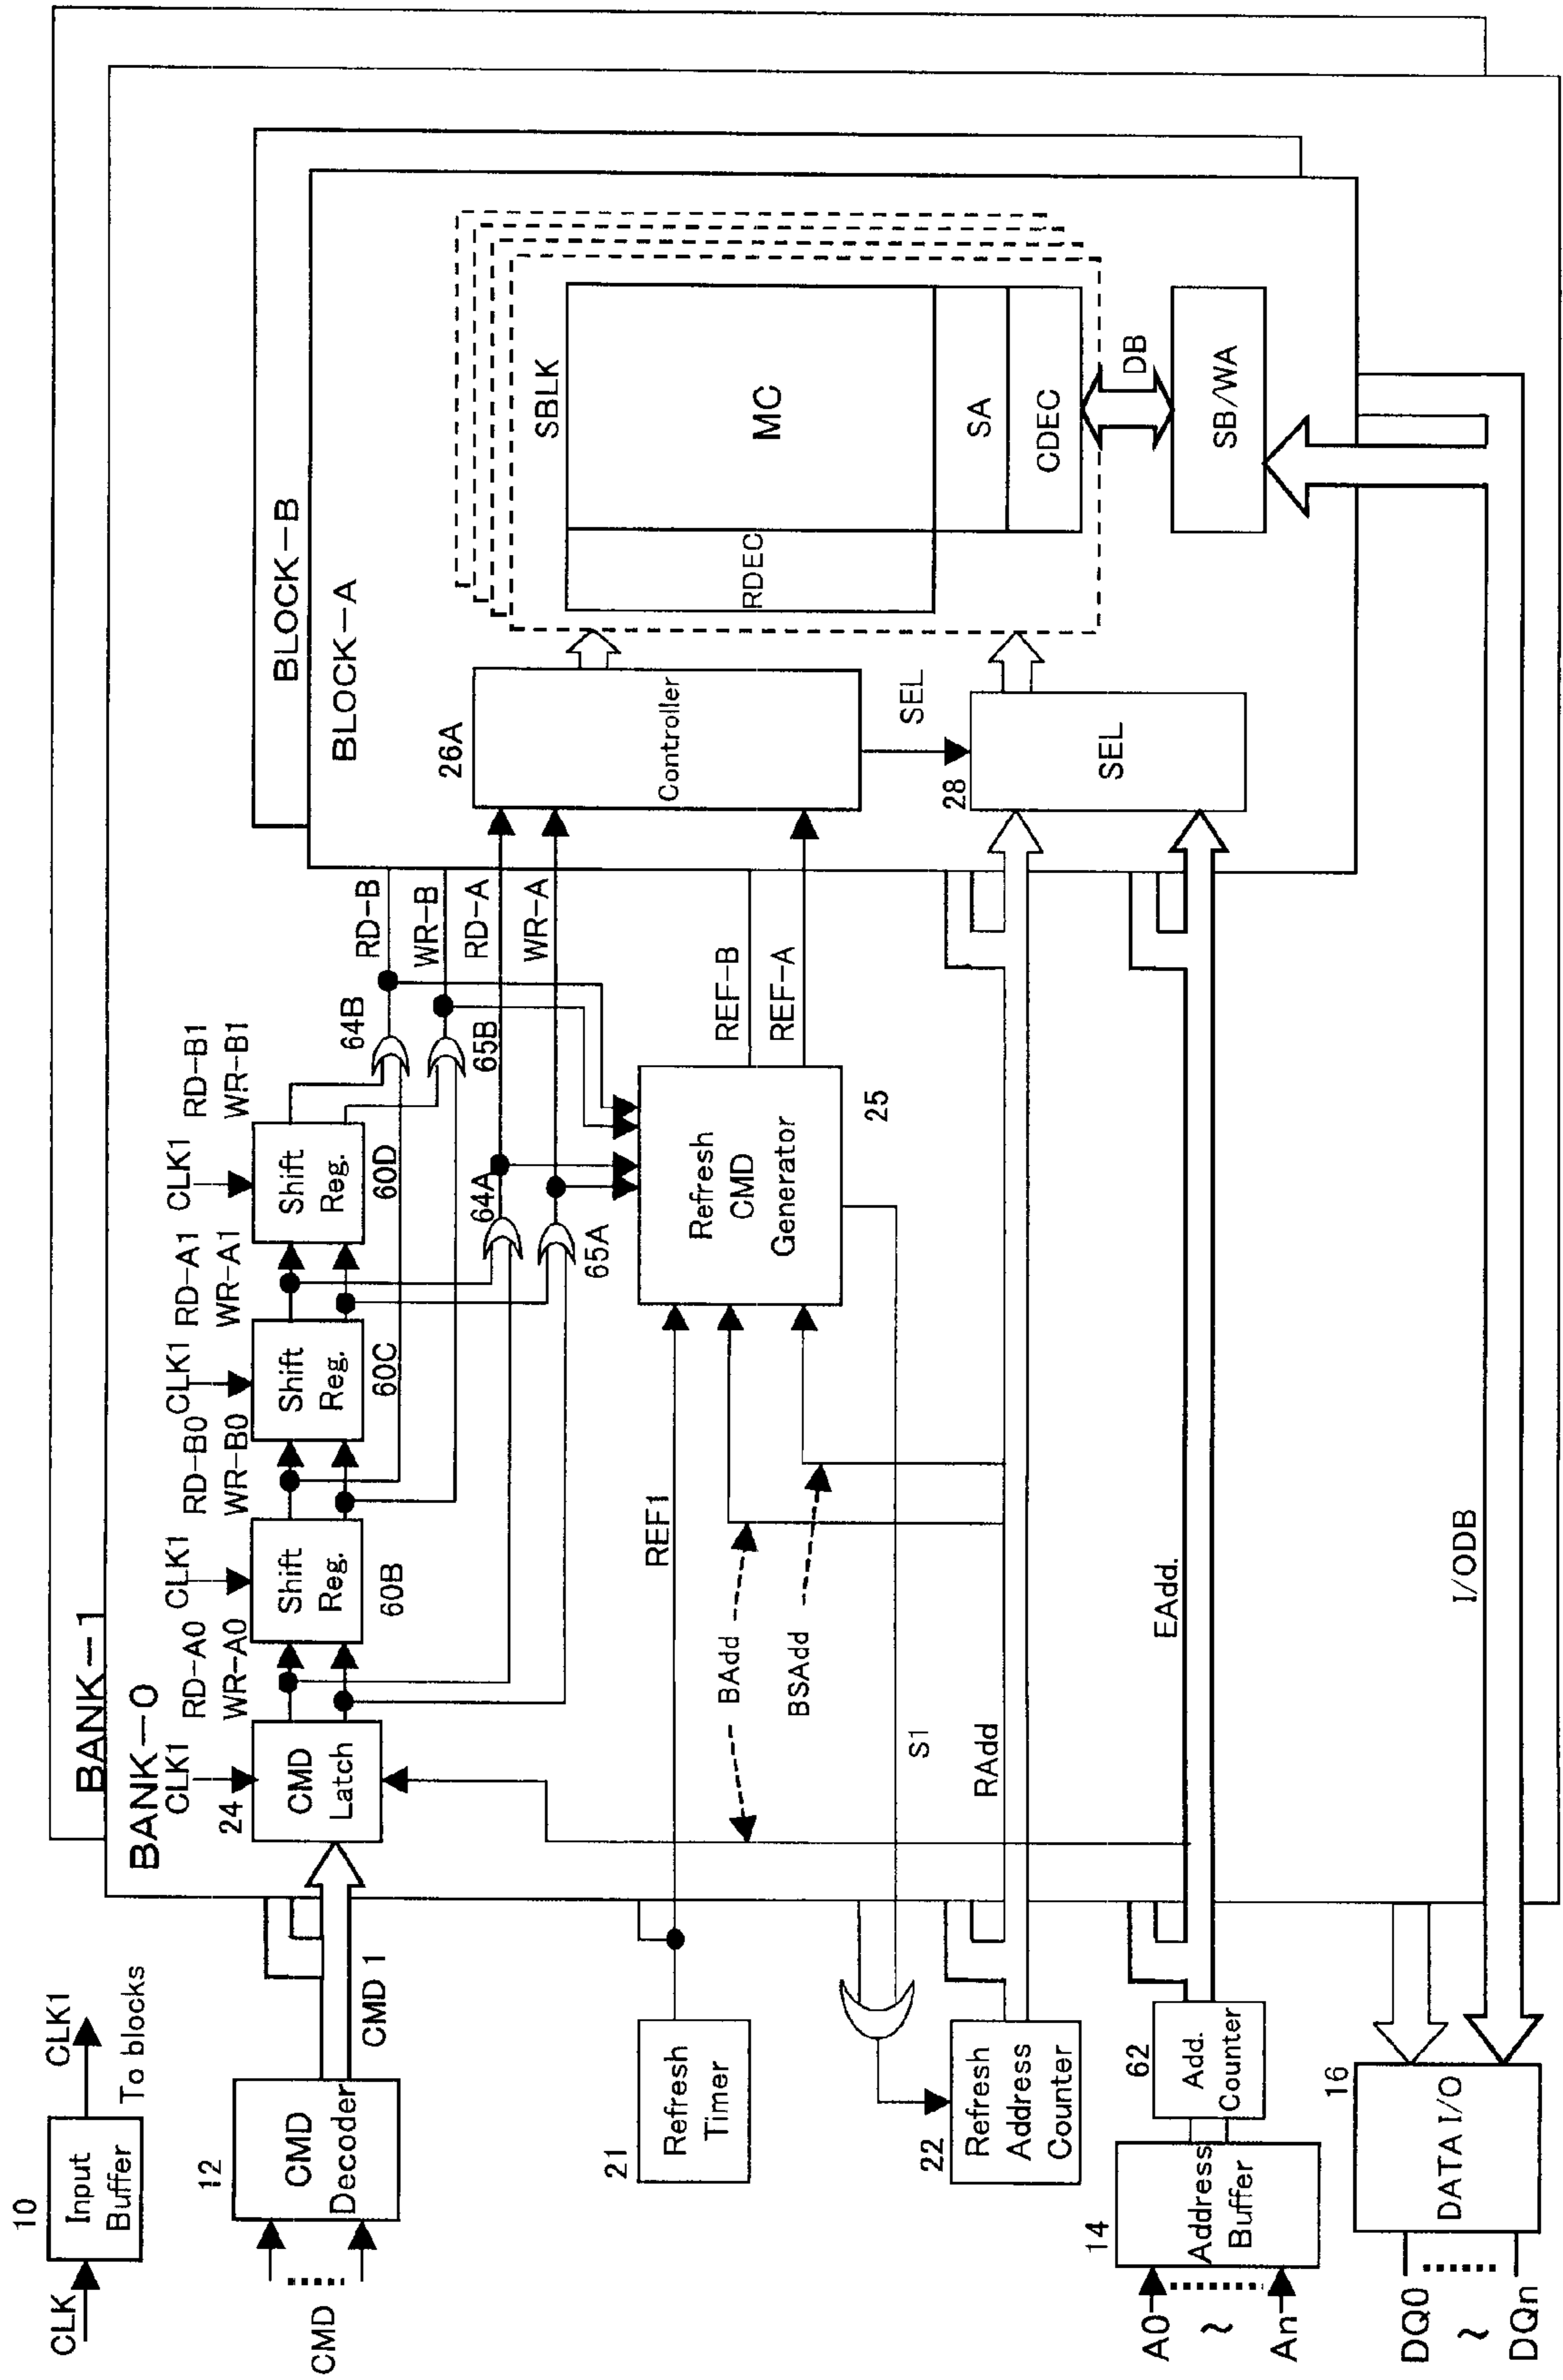 BANK-1
BANK-0
BLOCK-B
BLOCK-A
CLK
10
Input
Buffer
CLK1
To blocks
CMD
12
CMD
Decoder
CMD 1
24
CMD
Latch
CLK1
RD-A0
WR-A0
Shift
Reg.
60B
CLK1
RD-B0
WR-B0
Shift
Reg.
60C
CLK1
RD-A1
WR-A1
Shift
Reg.
60D
CLK1
RD-B1
WR-B1
64B
65B
64A
65A
RD-B
WR-B
RD-A
WR-A
26A
Controller
SEL
28
SEL
SBLK
MC
RDEC
SA
CDEC
DB
SB/WA
21
Refresh
Timer
REF1
Refresh
CMD
Generator
25
REF-B
REF-A
BAdd
BSAdd
S1
22
Refresh
Address
Counter
RAdd
A0
~
An
14
Address
Buffer
62
Add.
Counter
EAdd.
DQ0
~
DQn
16
DATA I/O
I/ODB